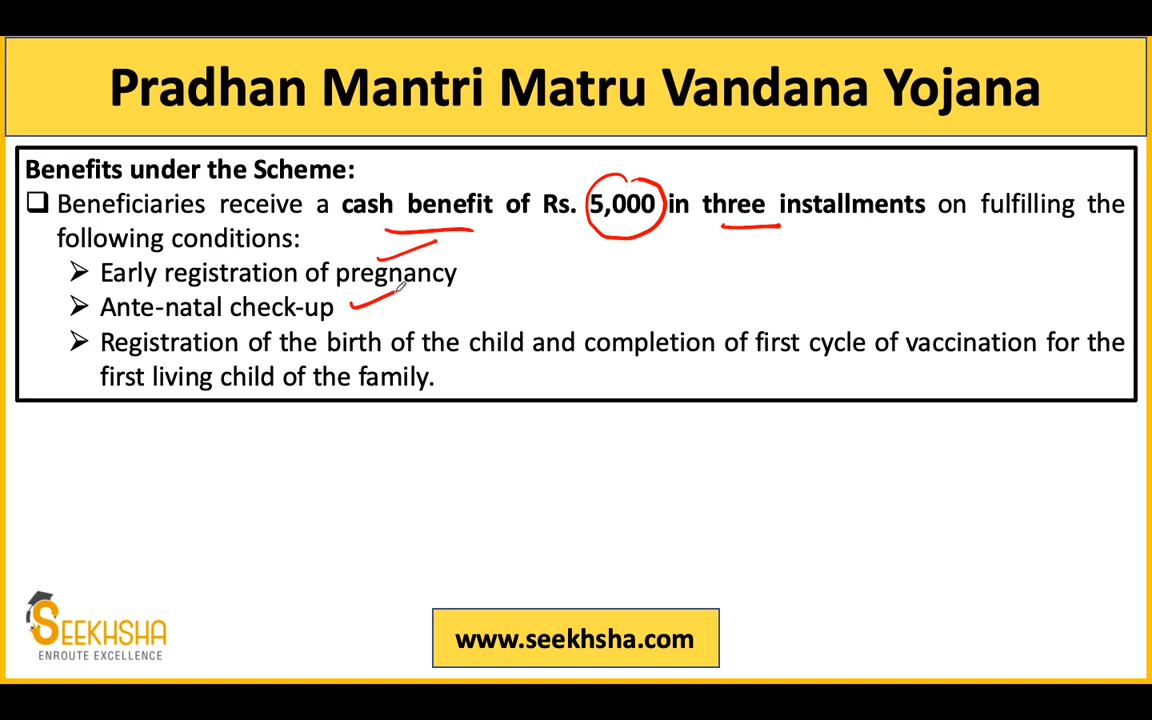 Pradhan Mantri Matru Vandana Yojana
Benefits under the Scheme:
Beneficiaries receive a cash benefit of Rs. 5,000 in three installments on fulfilling the
following conditions:
Early registration of pregnancy
Ante-natal check-up
Registration of the birth of the child and completion of first cycle of vaccination for the
first living child of the family.
SEEKHSHA
ENROUTE EXCELLENCE
www.seekhsha.com